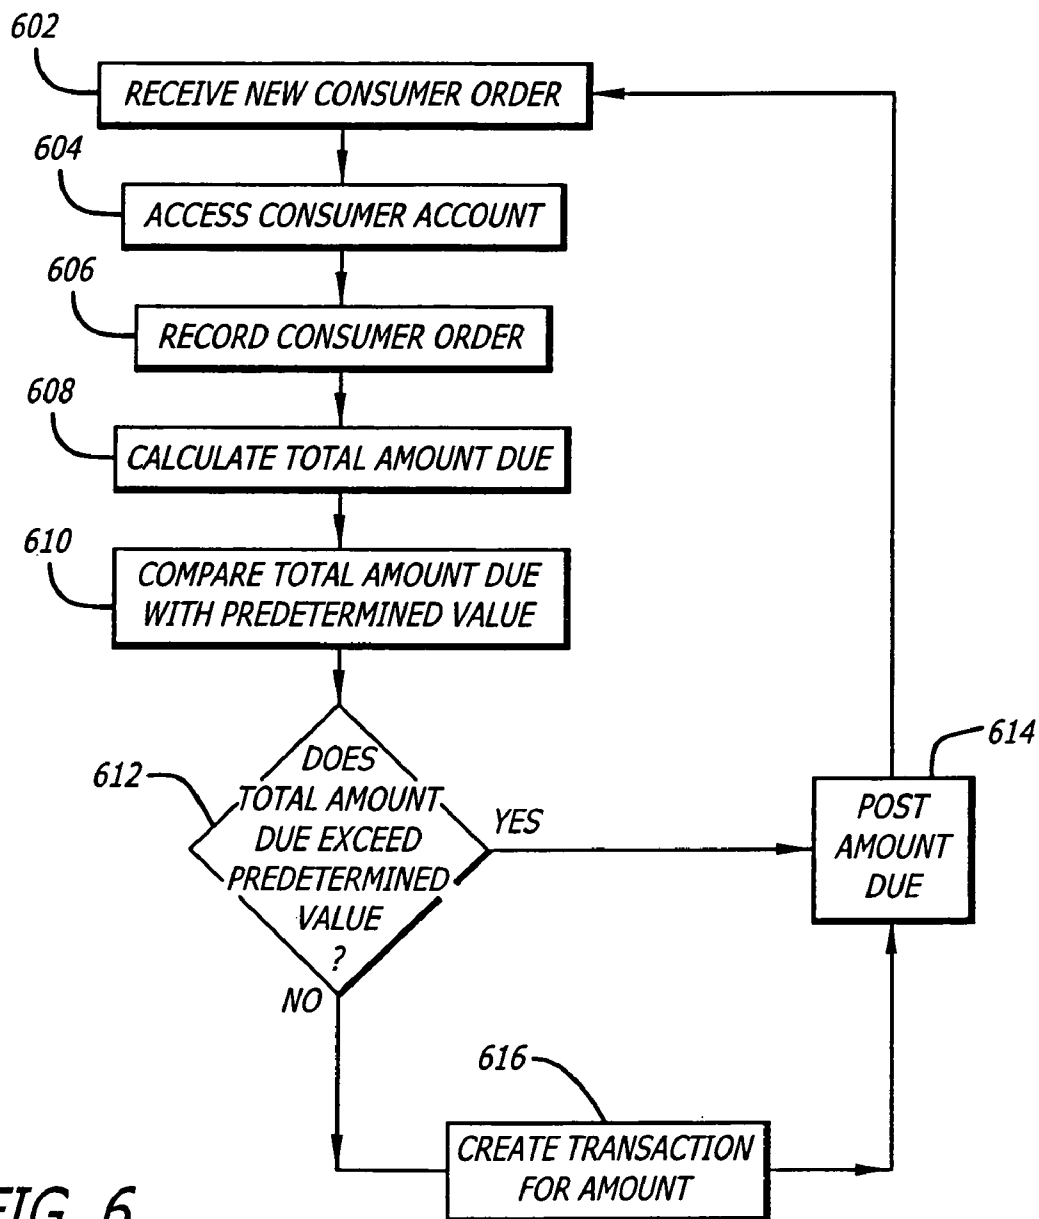 602
RECEIVE NEW CONSUMER ORDER
604
ACCESS CONSUMER ACCOUNT
606
RECORD CONSUMER ORDER
608
CALCULATE TOTAL AMOUNT DUE
610
COMPARE TOTAL AMOUNT DUE
WITH PREDETERMINED VALUE
612
DOES
TOTAL AMOUNT
DUE EXCEED
PREDETERMINED
VALUE
?
YES
NO
614
POST
AMOUNT
DUE
616
CREATE TRANSACTION
FOR AMOUNT
FIG. 6